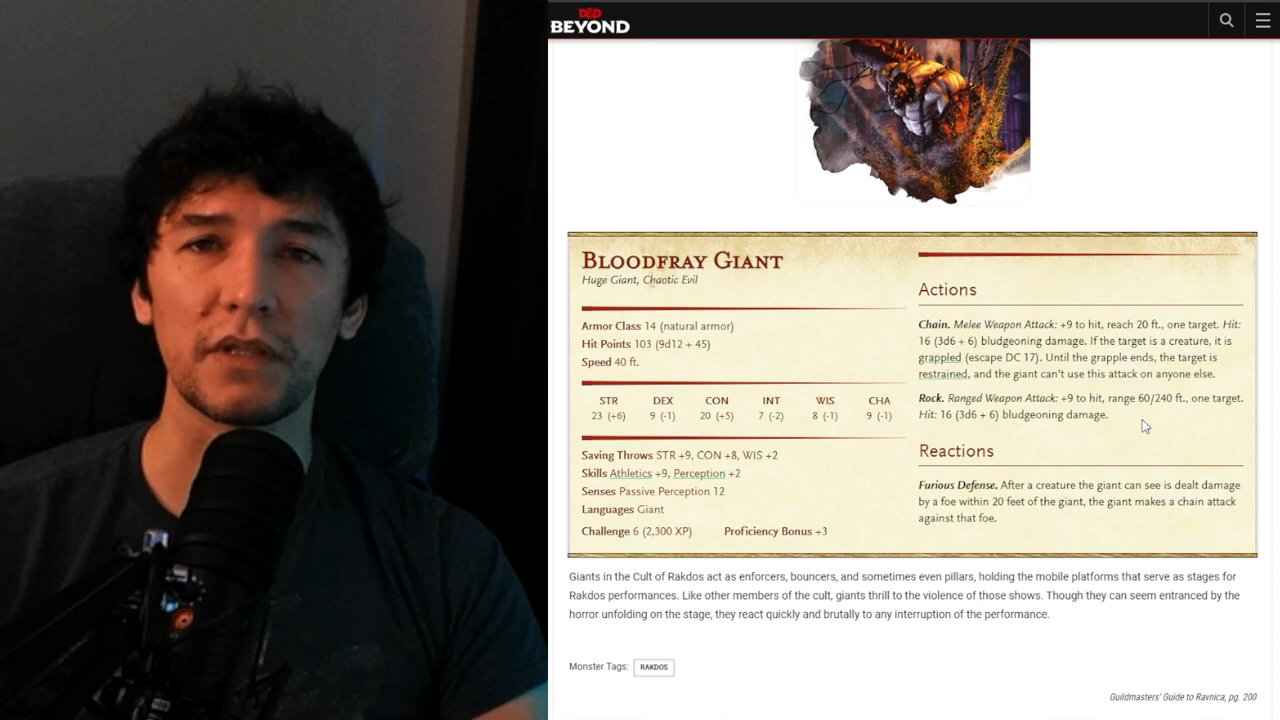 D&D
BEYOND
BLOODFRAY GIANT
Huge Giant, Chaotic Evil
Armor Class 14 (natural armor)
Hit Points 103 (9d12 + 45)
Speed 40 ft.
STR DEX CON INT WIS CHA
23 (+6) 9 (-1) 20 (+5) 7 (-2) 8 (-1) 9 (-1)
Saving Throws STR +9, CON +8, WIS +2
Skills Athletics +9, Perception +2
Senses Passive Perception 12
Languages Giant
Challenge 6 (2,300 XP) Proficiency Bonus +3
Actions
Chain. Melee Weapon Attack: +9 to hit, reach 20 ft., one target. Hit:
16 (3d6 + 6) bludgeoning damage. If the target is a creature, it is
grappled (escape DC 17). Until the grapple ends, the target is
restrained, and the giant can't use this attack on anyone else.
Rock. Ranged Weapon Attack: +9 to hit, range 60/240 ft., one target.
Hit: 16 (3d6 + 6) bludgeoning damage.
Reactions
Furious Defense. After a creature the giant can see is dealt damage
by a foe within 20 feet of the giant, the giant makes a chain attack
against that foe.
Giants in the Cult of Rakdos act as enforcers, bouncers, and sometimes even pillars, holding the mobile platforms that serve as stages for
Rakdos performances. Like other members of the cult, giants thrill to the violence of those shows. Though they can seem entranced by the
horror unfolding on the stage, they react quickly and brutally to any interruption of the performance.
Monster Tags: RAKDOS
Guildmasters' Guide to Ravnica, pg. 200